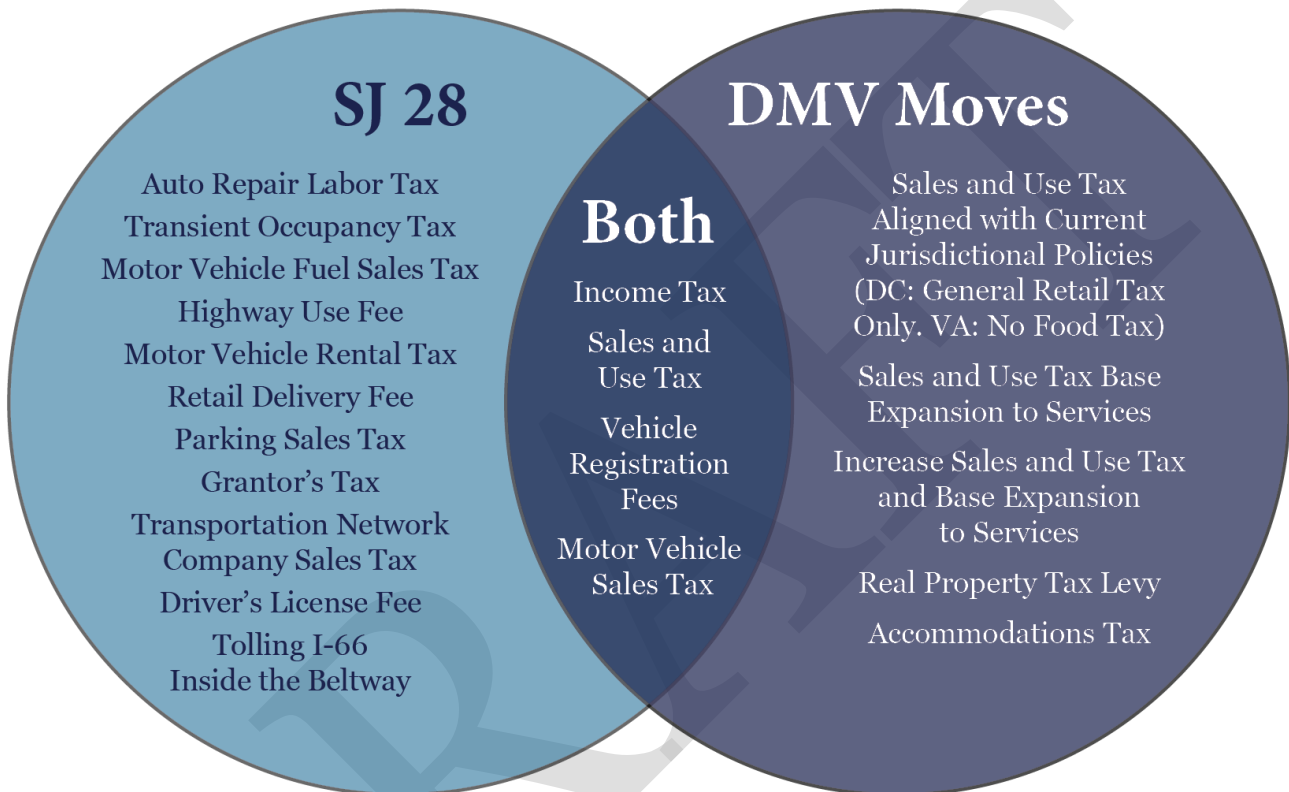 SJ 28
Auto Repair Labor Tax
Transient Occupancy Tax
Motor Vehicle Fuel Sales Tax
Highway Use Fee
Motor Vehicle Rental Tax
Retail Delivery Fee
Parking Sales Tax
Grantor’s Tax
Transportation Network
Company Sales Tax
Driver’s License Fee
Tolling I-66
Inside the Beltway
Both
Income Tax
Sales and
Use Tax
Vehicle
Registration
Fees
Motor Vehicle
Sales Tax
DMV Moves
Sales and Use Tax
Aligned with Current
Jurisdictional Policies
(DC: General Retail Tax
Only. VA: No Food Tax)
Sales and Use Tax Base
Expansion to Services
Increase Sales and Use Tax
and Base Expansion
to Services
Real Property Tax Levy
Accommodations Tax